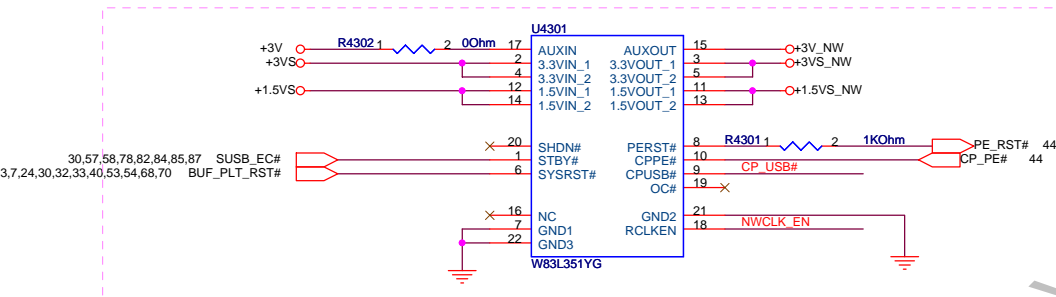 U4301
+3V R4302 1 2 0Ohm 17 AUXIN AUXOUT 15 +3V_NW
+3VS 2 3.3VIN_1 3.3VOUT_1 3 +3VS_NW
4 3.3VIN_2 3.3VOUT_2 5
+1.5VS 12 1.5VIN_1 1.5VOUT_1 11 +1.5VS_NW
14 1.5VIN_2 1.5VOUT_2 13
20 SHDN# PERST# 8 R4301 1 2 1KOhm PE_RST# 44
30,57,58,78,82,84,85,87 SUSB_EC# 1 STBY# CPPE# 10 CP_PE# 44
3,7,24,30,32,33,40,53,54,68,70 BUF_PLT_RST# 6 SYSRST# CPUSB# 9 CP_USB#
OC# 19
16 NC GND2 21
7 GND1 RCLKEN 18 NWCLK_EN
22 GND3
W83L351YG